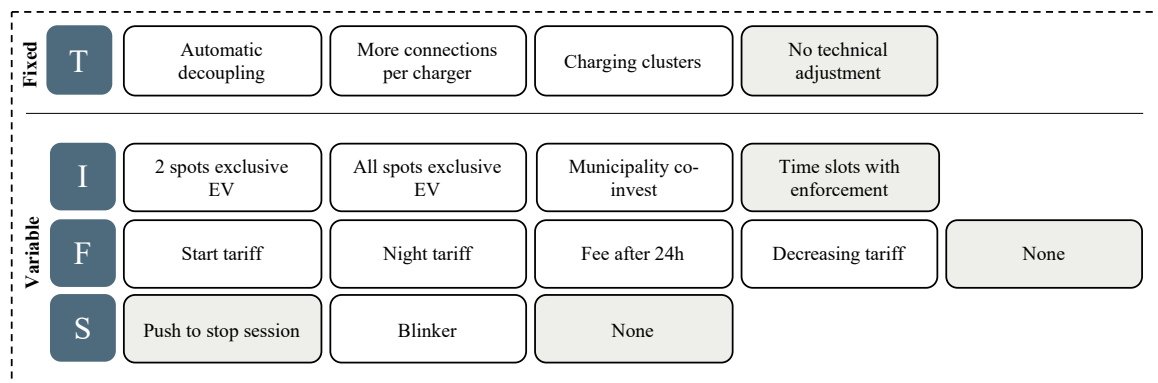 Fixed
T
Automatic
decoupling
More connections
per charger
Charging clusters
No technical
adjustment
Variable
I
2 spots exclusive
EV
All spots exclusive
EV
Municipality co-
invest
Time slots with
enforcement
F
Start tariff
Night tariff
Fee after 24h
Decreasing tariff
None
S
Push to stop session
Blinker
None